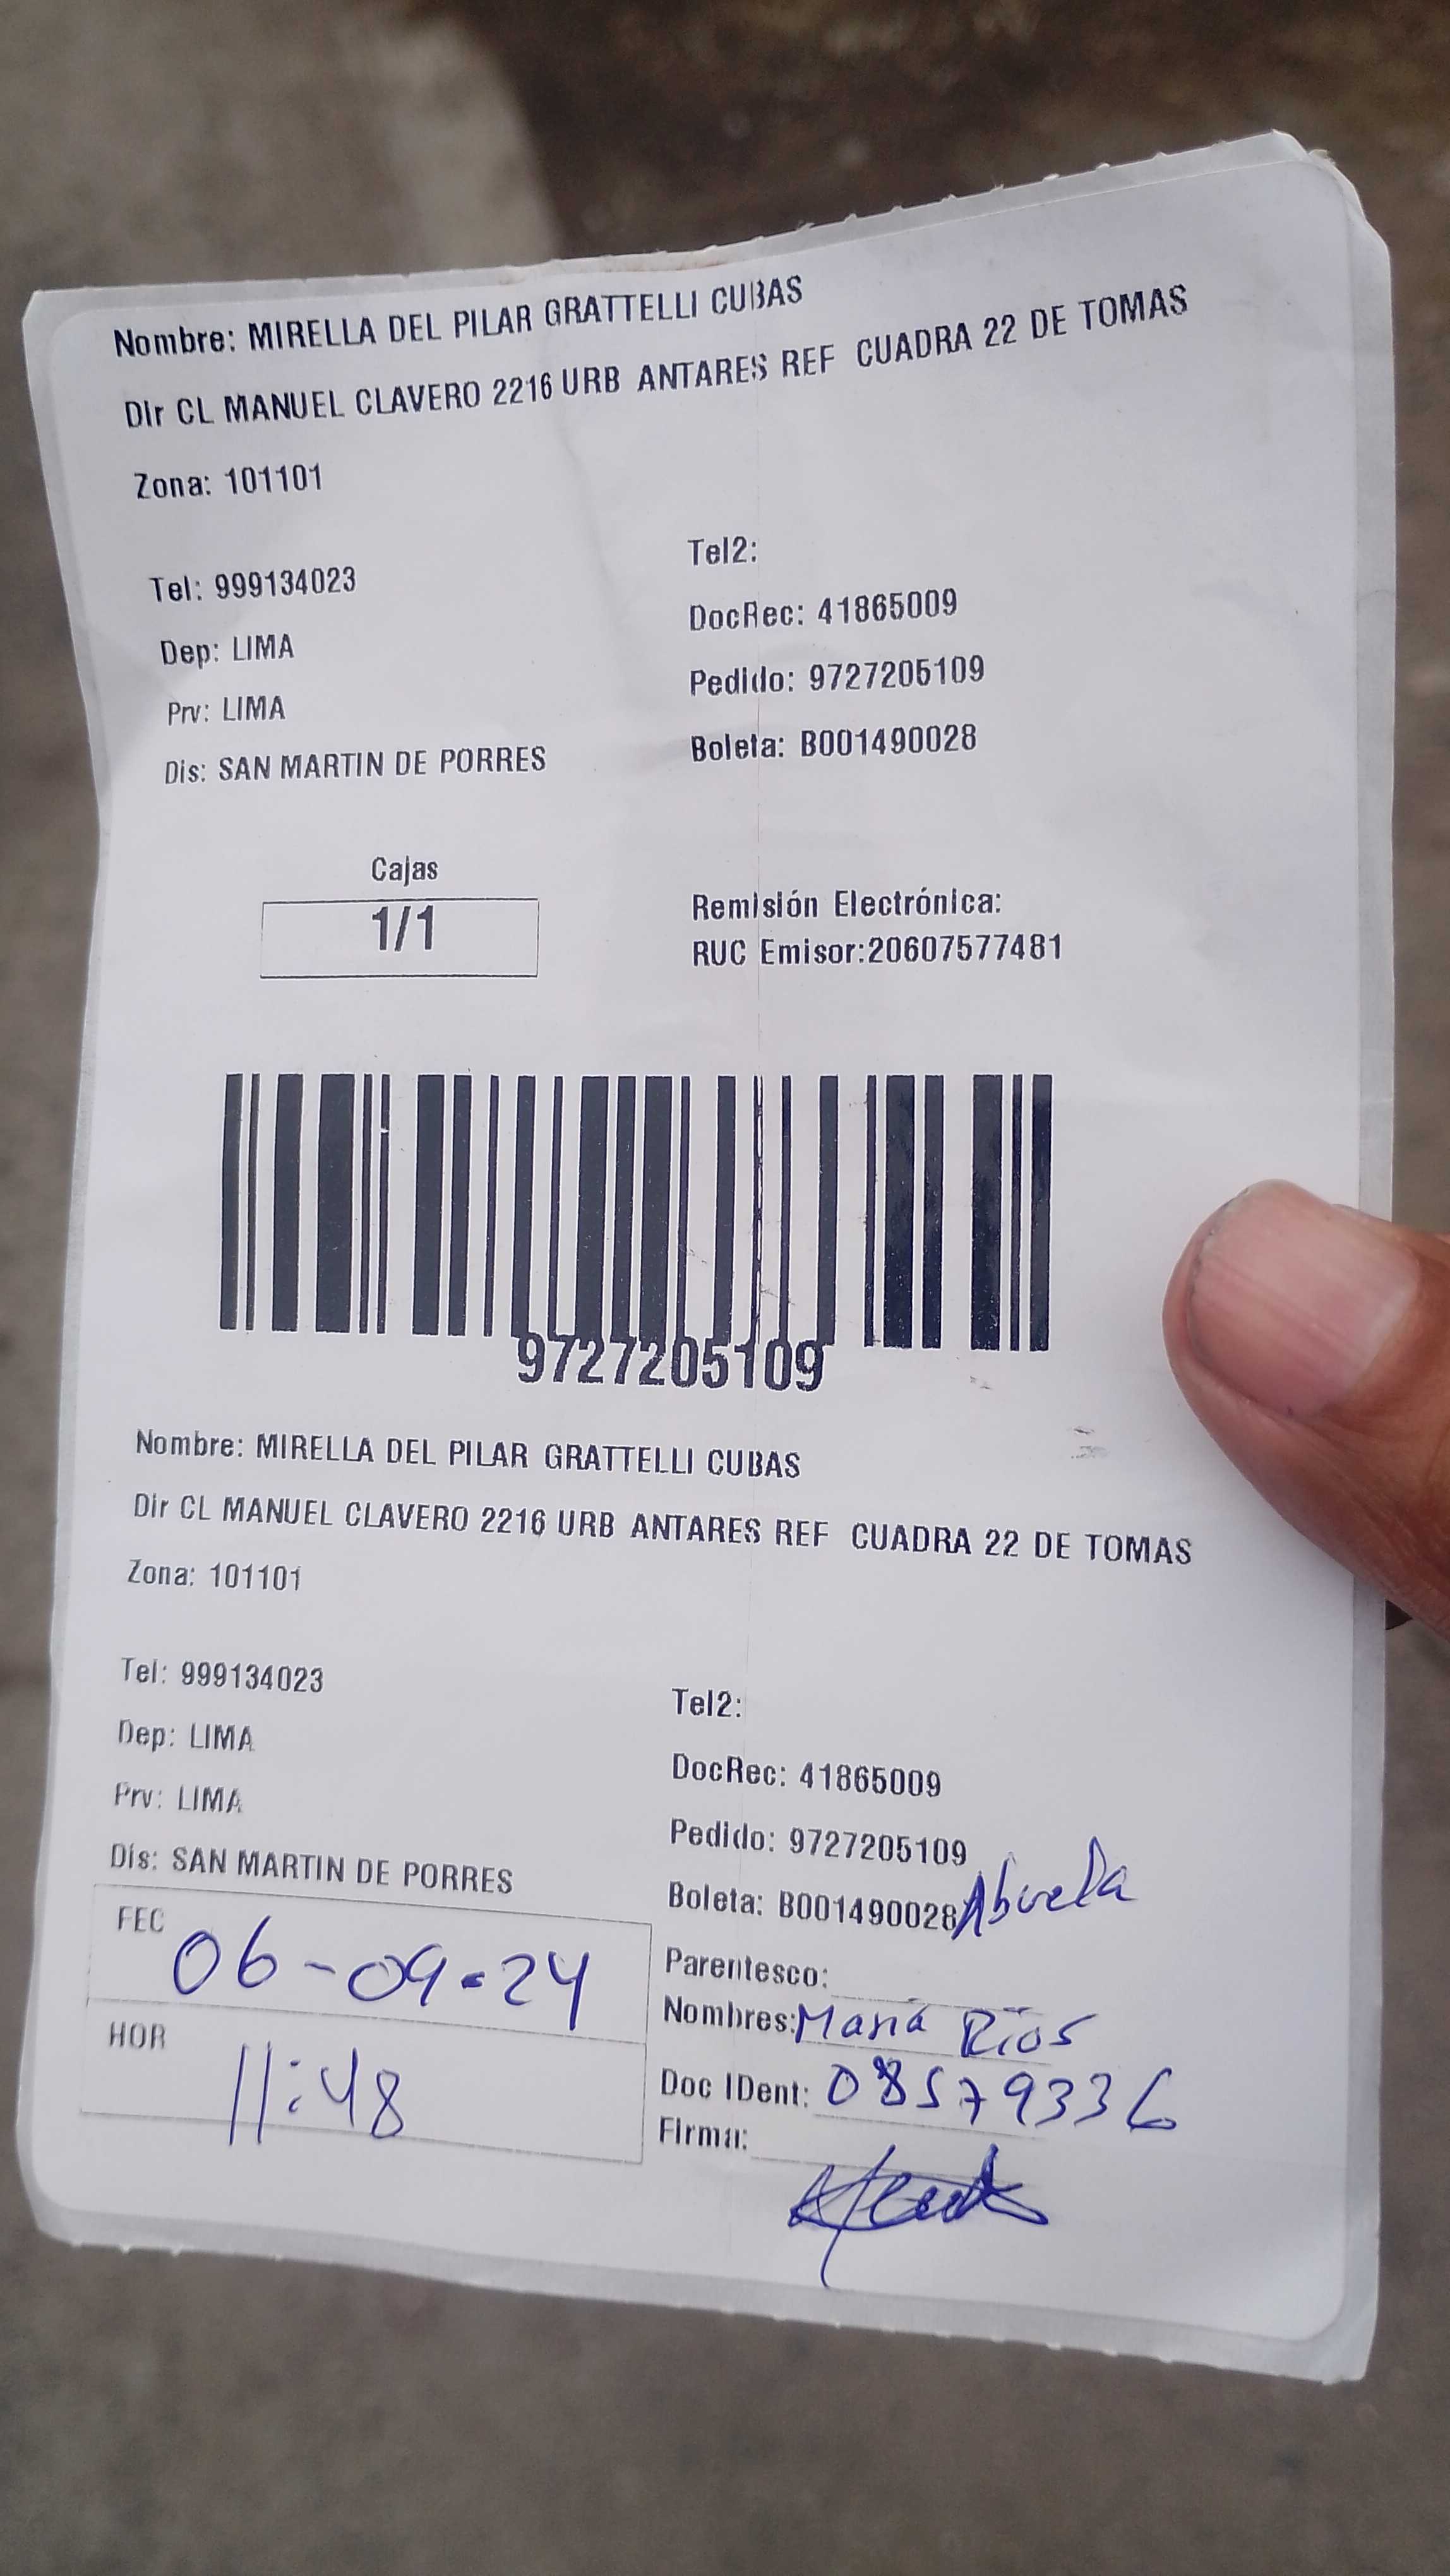 Nombre: MIRELLA DEL PILAR GRATTELLI CUBAS
Dir CL MANUEL CLAVERO 2216 URB ANTARES REF CUADRA 22 DE TOMAS
Zona: 101101
Tel: 999134023
Dep: LIMA
Prv: LIMA
Dis: SAN MARTIN DE PORRES
Tel2:
DocRec: 41865009
Pedido: 9727205109
Boleta: B001490028
Cajas
1/1
Remisión Electrónica:
RUC Emisor:20607577481
9727205109
Nombre: MIRELLA DEL PILAR GRATTELLI CUBAS
Dir CL MANUEL CLAVERO 2216 URB ANTARES REF CUADRA 22 DE TOMAS
Zona: 101101
Tel: 999134023
Dep: LIMA
Prv: LIMA
Dis: SAN MARTIN DE PORRES
FEC 06-09-24
HOR 11:48
Tel2:
DocRec: 41865009
Pedido: 9727205109
Boleta: B001490028
Abuela
Parentesco:
Nombres: María Ríos
Doc IDent: 08579336
Firma: